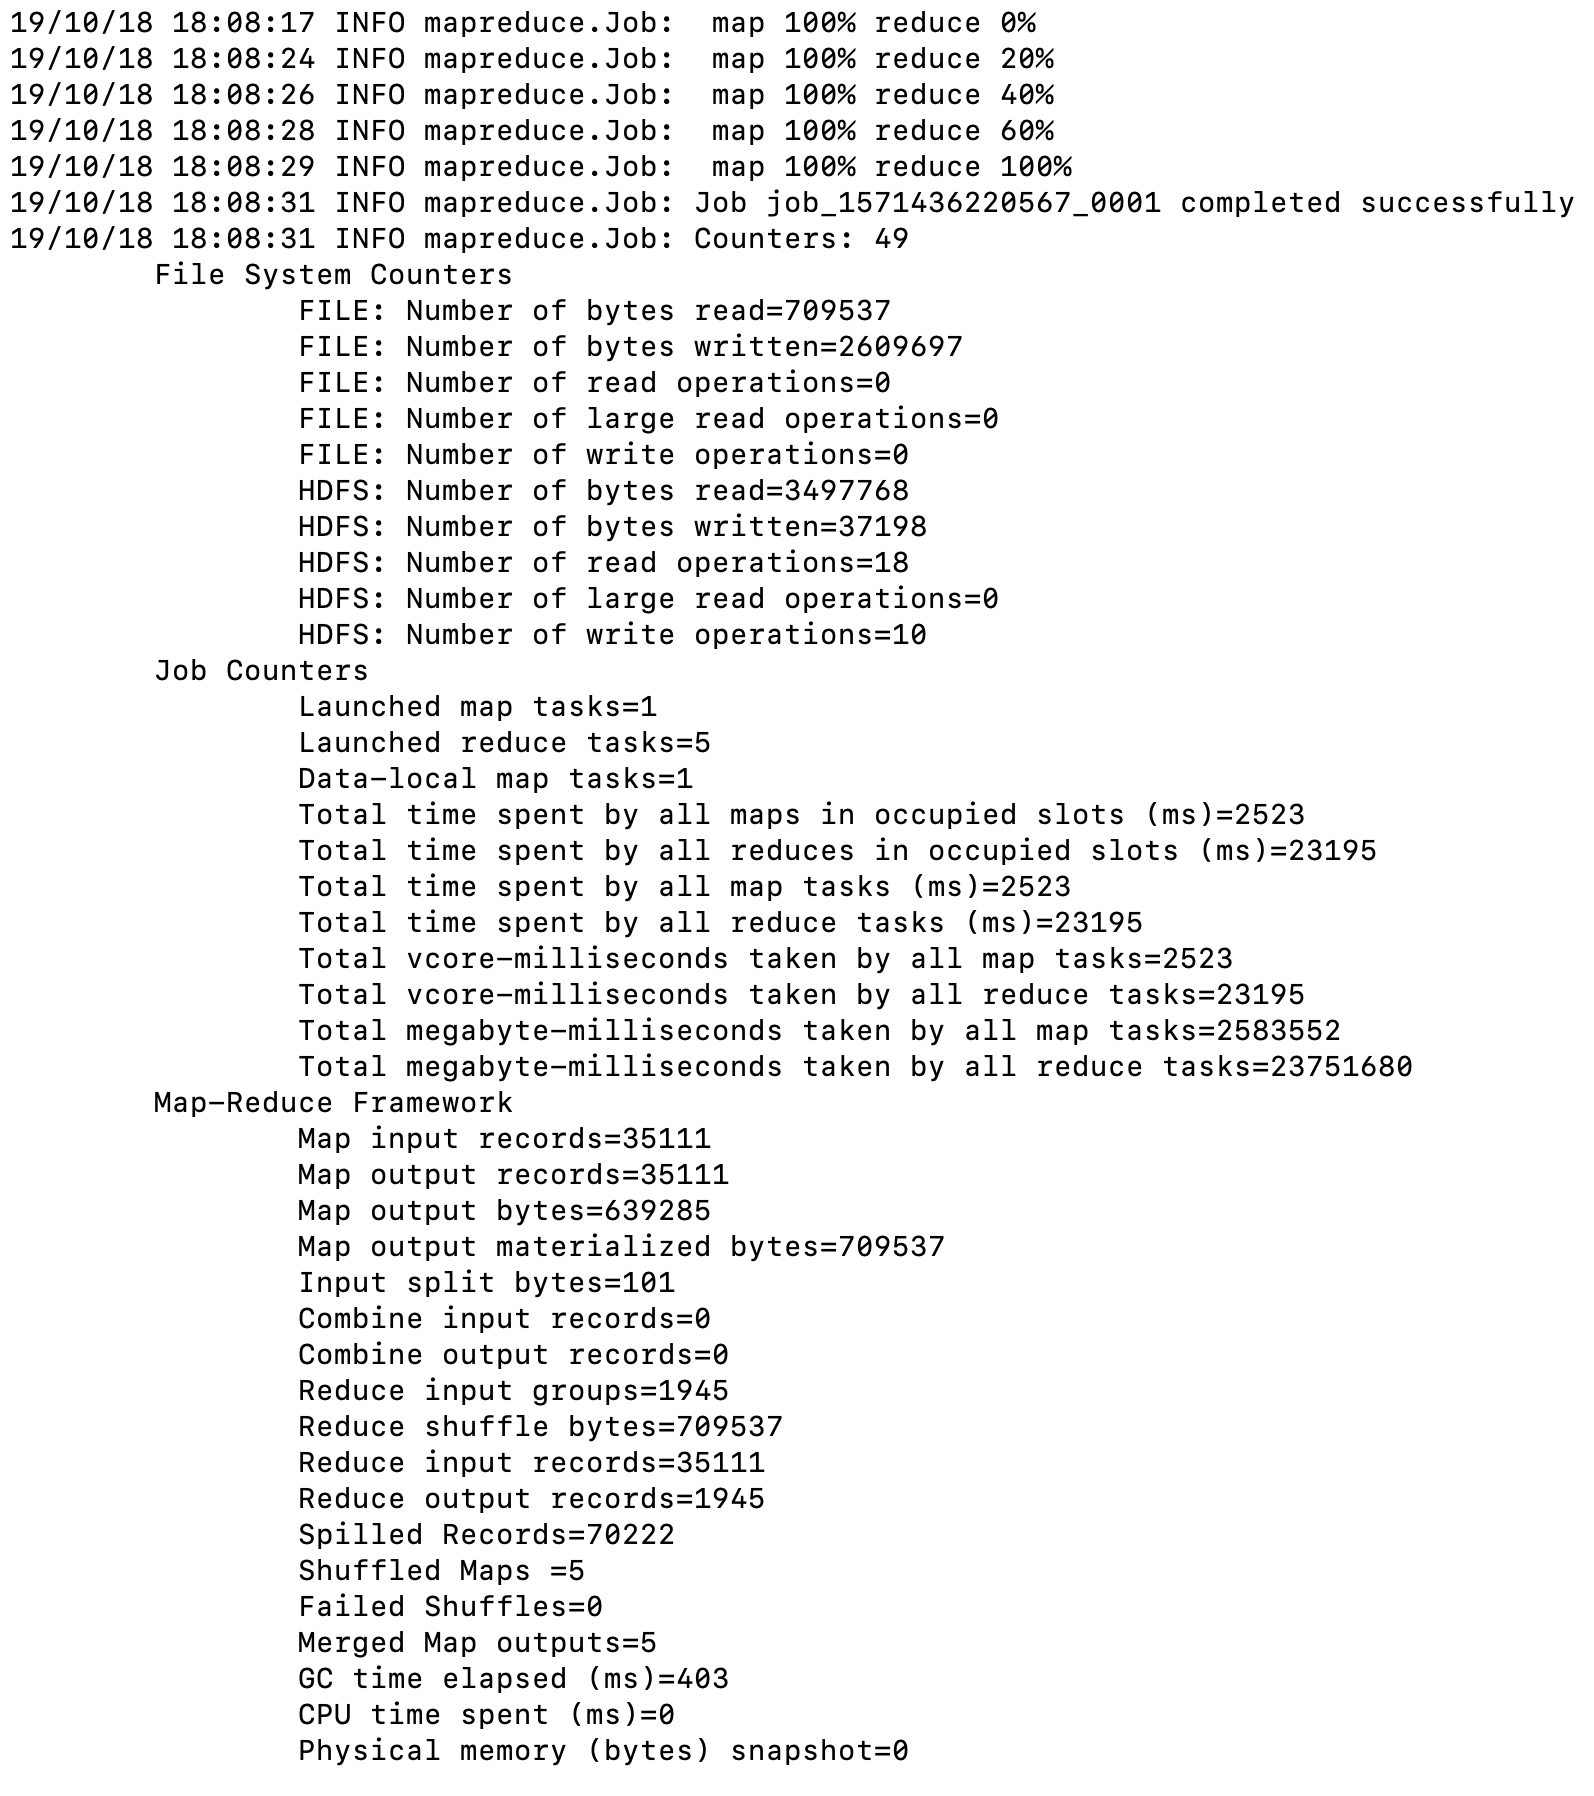 19/10/18 18:08:17 INFO mapreduce.Job:  map 100% reduce 0%
19/10/18 18:08:24 INFO mapreduce.Job:  map 100% reduce 20%
19/10/18 18:08:26 INFO mapreduce.Job:  map 100% reduce 40%
19/10/18 18:08:28 INFO mapreduce.Job:  map 100% reduce 60%
19/10/18 18:08:29 INFO mapreduce.Job:  map 100% reduce 100%
19/10/18 18:08:31 INFO mapreduce.Job: Job job_1571436220567_0001 completed successfully
19/10/18 18:08:31 INFO mapreduce.Job: Counters: 49
File System Counters
FILE: Number of bytes read=709537
FILE: Number of bytes written=2609697
FILE: Number of read operations=0
FILE: Number of large read operations=0
FILE: Number of write operations=0
HDFS: Number of bytes read=3497768
HDFS: Number of bytes written=37198
HDFS: Number of read operations=18
HDFS: Number of large read operations=0
HDFS: Number of write operations=10
Job Counters
Launched map tasks=1
Launched reduce tasks=5
Data-local map tasks=1
Total time spent by all maps in occupied slots (ms)=2523
Total time spent by all reduces in occupied slots (ms)=23195
Total time spent by all map tasks (ms)=2523
Total time spent by all reduce tasks (ms)=23195
Total vcore-milliseconds taken by all map tasks=2523
Total vcore-milliseconds taken by all reduce tasks=23195
Total megabyte-milliseconds taken by all map tasks=2583552
Total megabyte-milliseconds taken by all reduce tasks=23751680
Map-Reduce Framework
Map input records=35111
Map output records=35111
Map output bytes=639285
Map output materialized bytes=709537
Input split bytes=101
Combine input records=0
Combine output records=0
Reduce input groups=1945
Reduce shuffle bytes=709537
Reduce input records=35111
Reduce output records=1945
Spilled Records=70222
Shuffled Maps =5
Failed Shuffles=0
Merged Map outputs=5
GC time elapsed (ms)=403
CPU time spent (ms)=0
Physical memory (bytes) snapshot=0